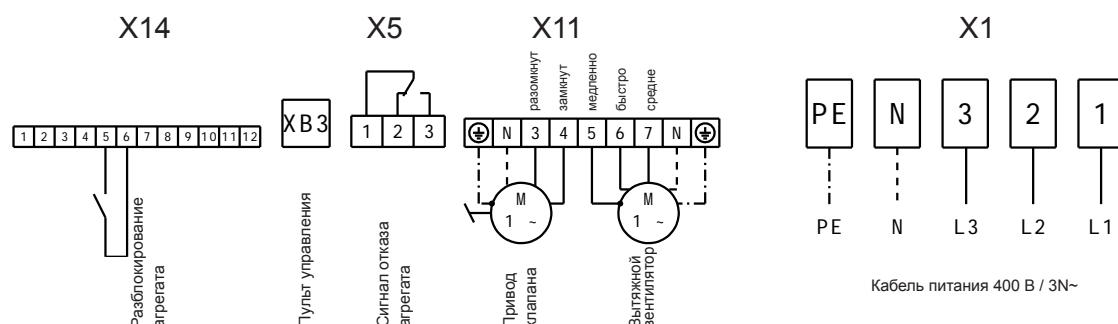 X14 X5 X11 X1
разомкнут
замкнут
медленно
быстро
средне
1 2 3 4 5 6 7 8 9 10 11 12
XB3
1 2 3
N 3 4 5 6 7 N
PE N 3 2 1
M
1 ~
M
1 ~
PE N L3 L2 L1
Разблокирование
агрегата
Пульт управления
Сигнал отказа
агрегата
Привод
клапана
Вытяжной
вентилятор
Кабель питания 400 В / 3N~